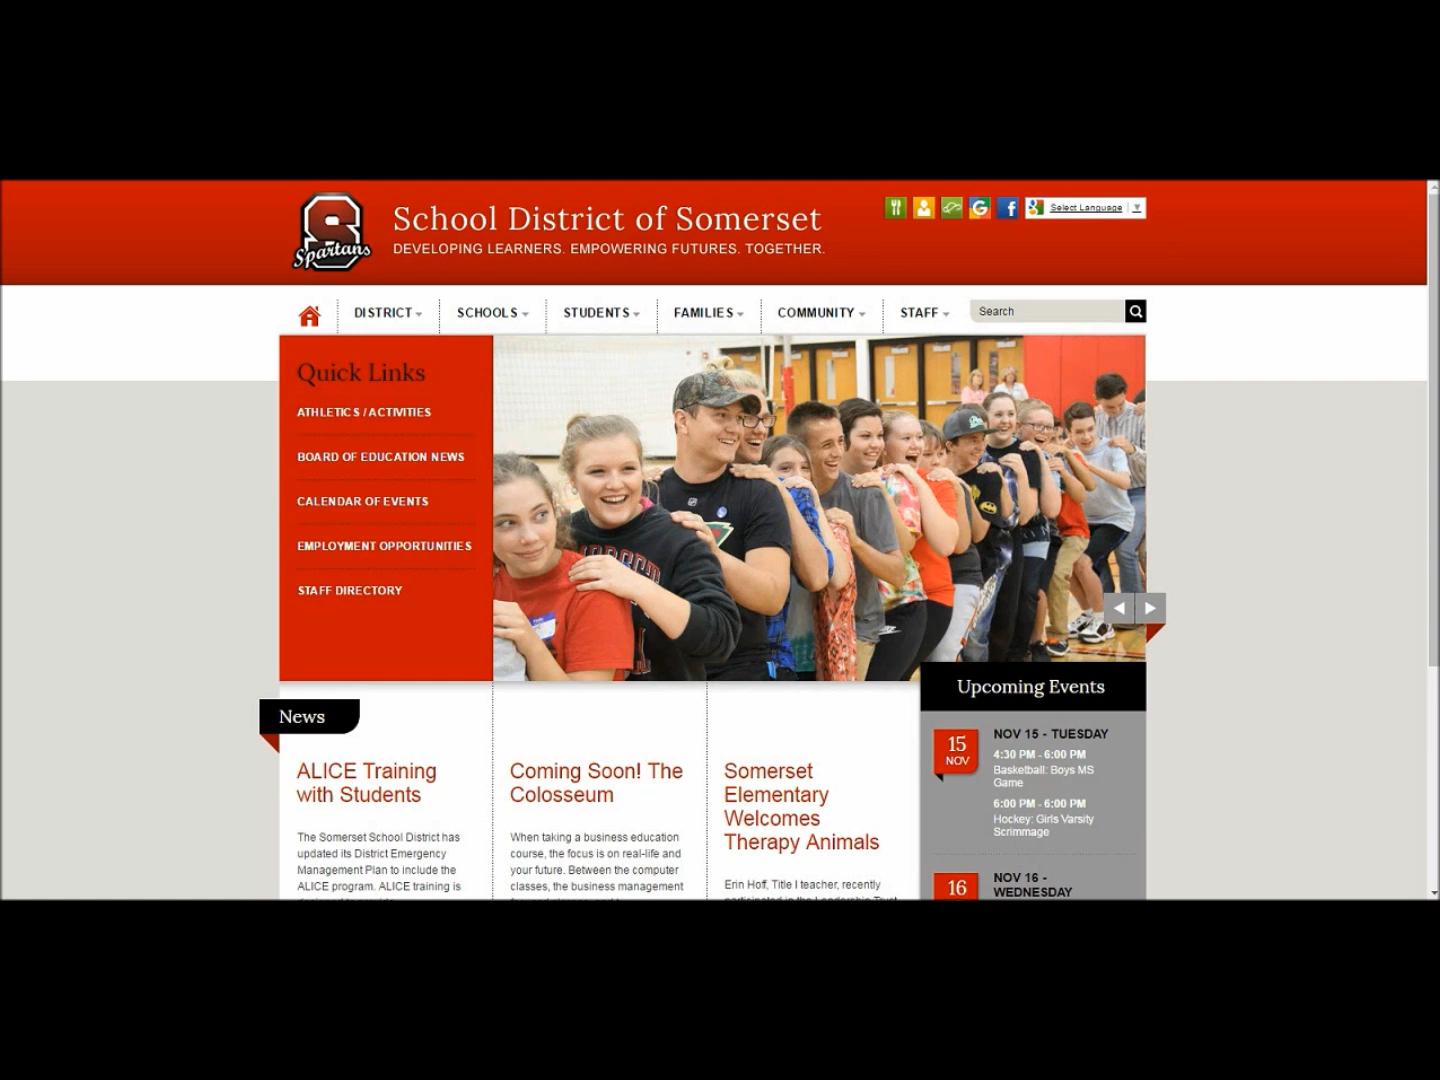 Spartans
School District of Somerset
DEVELOPING LEARNERS. EMPOWERING FUTURES. TOGETHER.
Select Language
DISTRICT
SCHOOLS
STUDENTS
FAMILIES
COMMUNITY
STAFF
Search
Quick Links
ATHLETICS / ACTIVITIES
BOARD OF EDUCATION NEWS
CALENDAR OF EVENTS
EMPLOYMENT OPPORTUNITIES
STAFF DIRECTORY
News
ALICE Training
with Students
The Somerset School District has
updated its District Emergency
Management Plan to include the
ALICE program. ALICE training is
Coming Soon! The
Colosseum
When taking a business education
course, the focus is on real-life and
your future. Between the computer
classes, the business management
Somerset
Elementary
Welcomes
Therapy Animals
Erin Hoff, Title I teacher, recently
Upcoming Events
15
NOV
NOV 15 - TUESDAY
4:30 PM - 6:00 PM
Basketball: Boys MS
Game
6:00 PM - 6:00 PM
Hockey: Girls Varsity
Scrimmage
16
NOV 16 -
WEDNESDAY